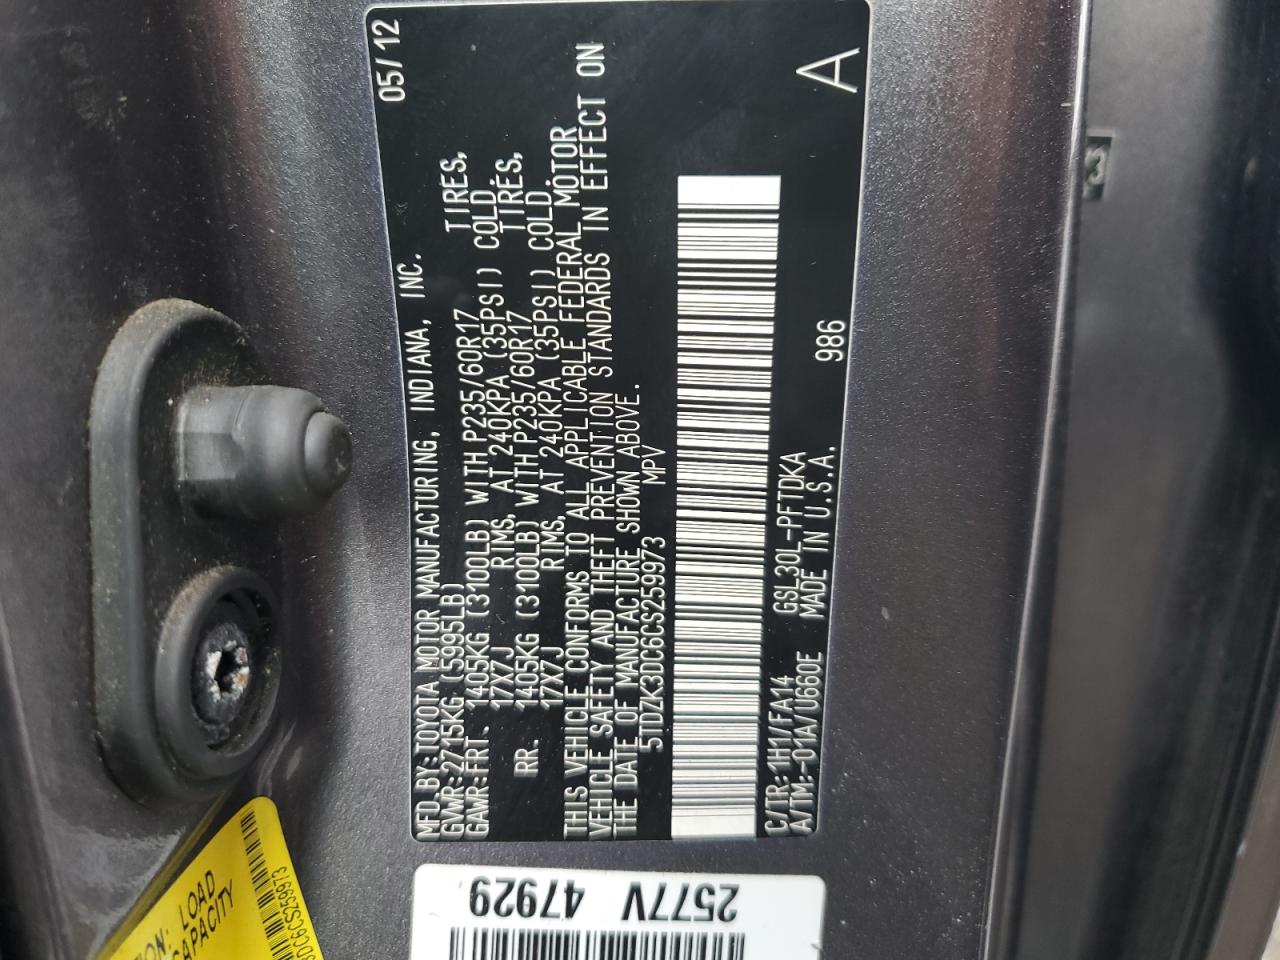 MFD. BY: TOYOTA MOTOR MANUFACTURING, INDIANA, INC. 05/12
GVWR: 2715KG (5995LB)
GAWR: FRT. 1405KG (3100LB) WITH P235/60R17 TIRES,
17X7J RIMS, AT 240KPA (35PSI) COLD
RR. 1405KG (3100LB) WITH P235/60R17 TIRES,
17X7J RIMS, AT 240KPA (35PSI) COLD.
THIS VEHICLE CONFORMS TO ALL APPLICABLE FEDERAL MOTOR
VEHICLE SAFETY AND THEFT PREVENTION STANDARDS IN EFFECT ON
THE DATE OF MANUFACTURE SHOWN ABOVE.
5TDZK3DC6CS259973 MPV
C/TR: 1H1/FA14 GSL30L-PFTDKA
A/TM: -01A/U660E MADE IN U.S.A. 986
A
2577V
47929
LOAD
CAPACITY
3DC6CS259973
3